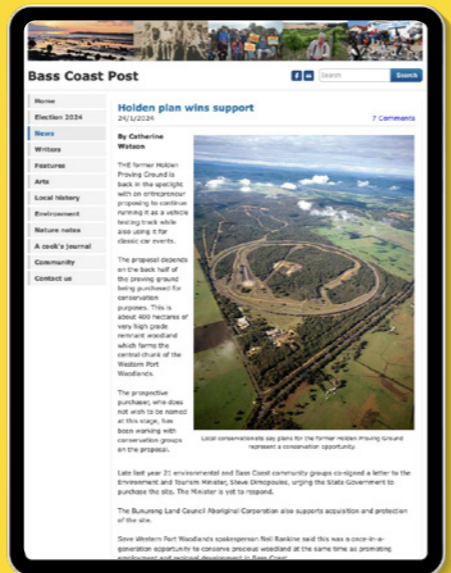 Bass Coast Post
Search
Search
Home
Election 2024
News
Writers
Features
Arts
Local history
Environment
Nature notes
A cook's journal
Community
Contact us
Holden plan wins support
24/1/2024
7 Comments
By Catherine
Watson
THE former Holden
Proving Ground is
back in the spotlight
with an entrepreneur
proposing to continue
running it as a vehicle
testing track while
also using it for
classic car events.
The proposal depends
on the back half of
the proving ground
being purchased for
conservation
purposes. This is
about 400 hectares of
very high grade
remnant woodland
which forms the
central chunk of the
Western Port
Woodlands.
The prospective
purchaser, who does
not wish to be named
at this stage, has
been working with
conservation groups
on the proposal.
Local conservationists say plans for the former Holden Proving Ground
represent a conservation opportunity.
Late last year 21 environmental and Bass Coast community groups co-signed a letter to the
Environment and Tourism Minister, Steve Dimopoulos, urging the State Government to
purchase the site. The Minister is yet to respond.
The Bunurong Land Council Aboriginal Corporation also supports acquisition and protection
of the site.
Save Western Port Woodlands spokesperson Neil Rankine said this was a once-in-a-
generation opportunity to conserve precious woodland at the same time as promoting
employment and regional development in Bass Coast.